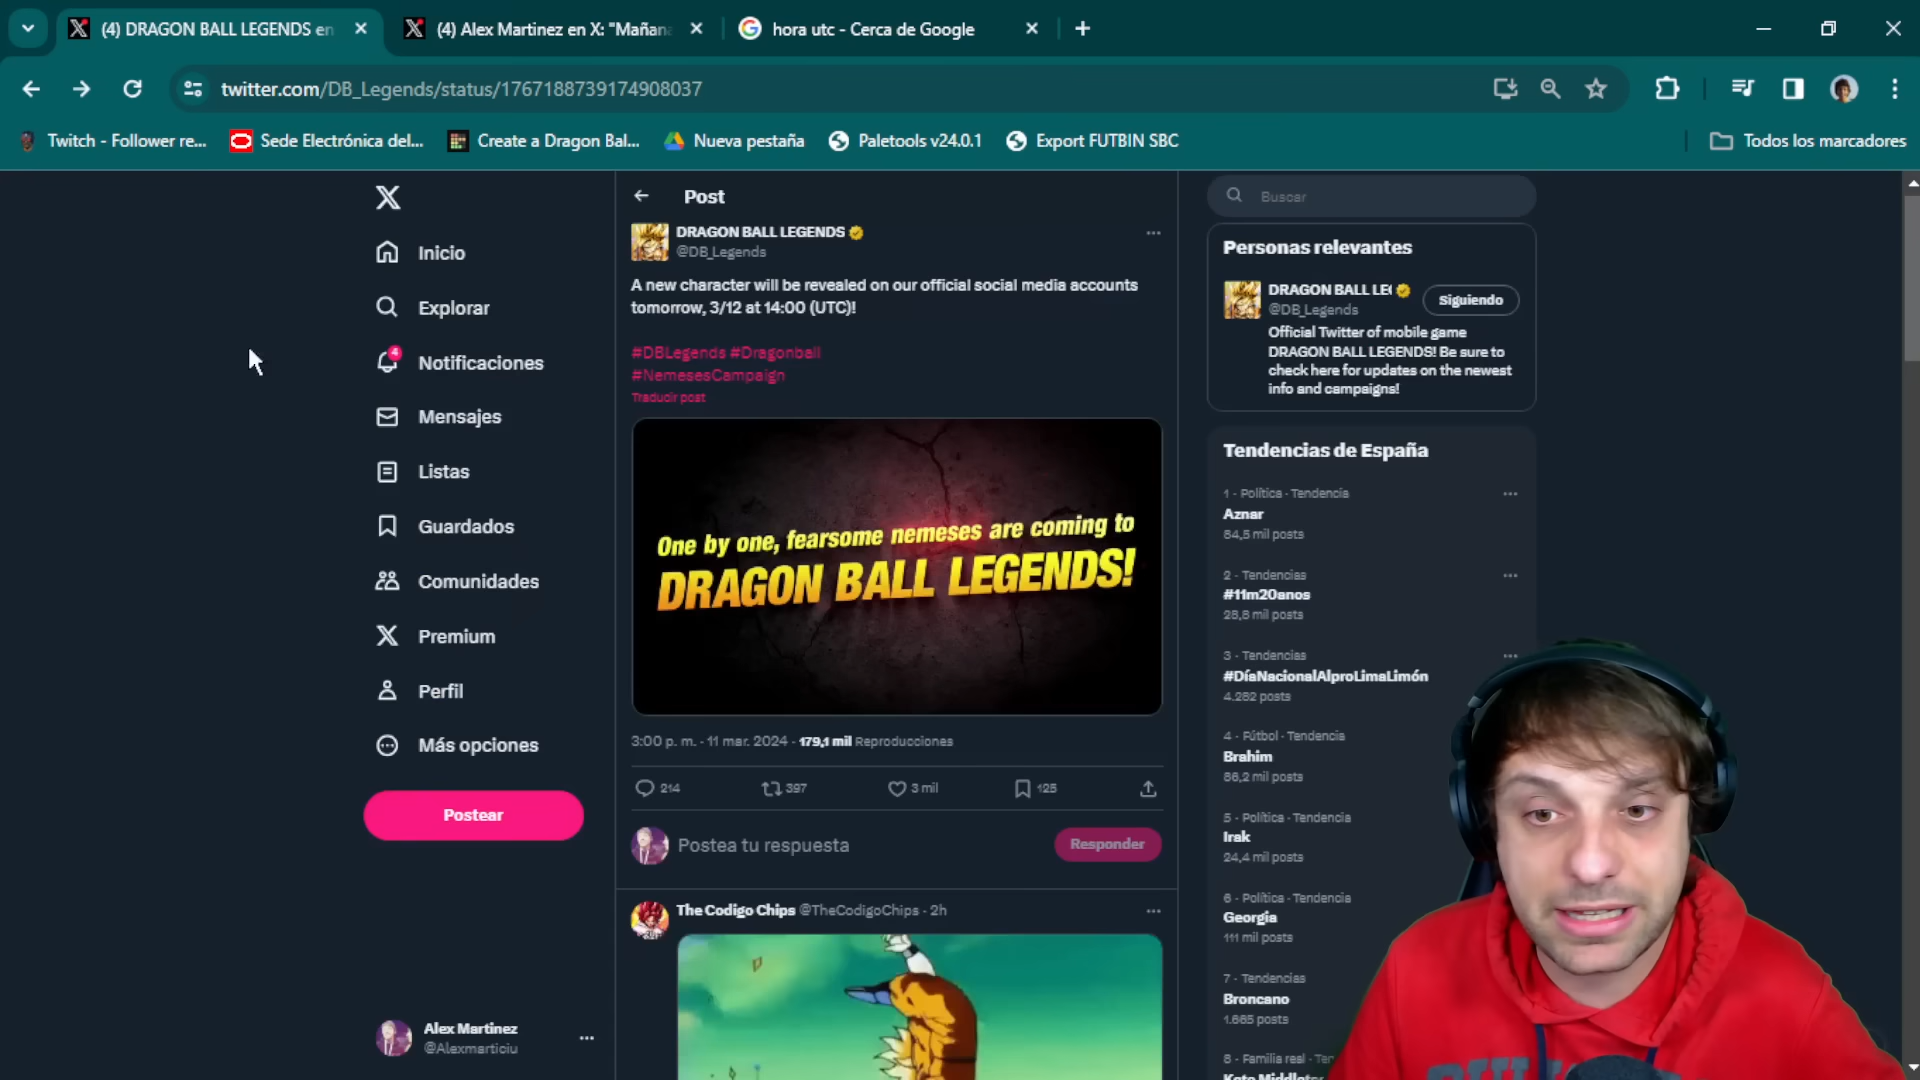 (4) DRAGON BALL LEGENDS en
(4) Alex Martinez en X: "Mañana
hora utc - Cerca de Google
twitter.com/DB_Legends/status/1767188739174908037
Twitch - Follower re...
Sede Electrónica del...
Create a Dragon Bal...
Nueva pestaña
Paletools v24.0.1
Export FUTBIN SBC
Todos los marcadores
Inicio
Explorar
4
Notificaciones
Mensajes
Listas
Guardados
Comunidades
Premium
Perfil
Más opciones
Postear
Alex Martinez
@Alexmarticiu
Post
DRAGON BALL LEGENDS
@DB_Legends
A new character will be revealed on our official social media accounts
tomorrow, 3/12 at 14:00 (UTC)!
#DBLegends #Dragonball
#NemesesCampaign
Traducir post
One by one, fearsome nemeses are coming to
DRAGON BALL LEGENDS!
3:00 p. m. · 11 mar. 2024 · 179,1 mil Reproducciones
214
397
3 mil
125
Postea tu respuesta
Responder
The Codigo Chips @TheCodigoChips · 2h
Buscar
Personas relevantes
DRAGON BALL LE
@DB_Legends
Siguiendo
Official Twitter of mobile game
DRAGON BALL LEGENDS! Be sure to
check here for updates on the newest
info and campaigns!
Tendencias de España
1 · Política · Tendencia
Aznar
84,5 mil posts
2 · Tendencias
#11m20anos
28,8 mil posts
3 · Tendencias
#DíaNacionalAlproLimaLimón
4.282 posts
4 · Fútbol · Tendencia
Brahim
86,2 mil posts
5 · Política · Tendencia
Irak
24,4 mil posts
6 · Política · Tendencia
Georgia
111 mil posts
7 · Tendencias
Broncano
1.665 posts
8 · Familia real · Ten